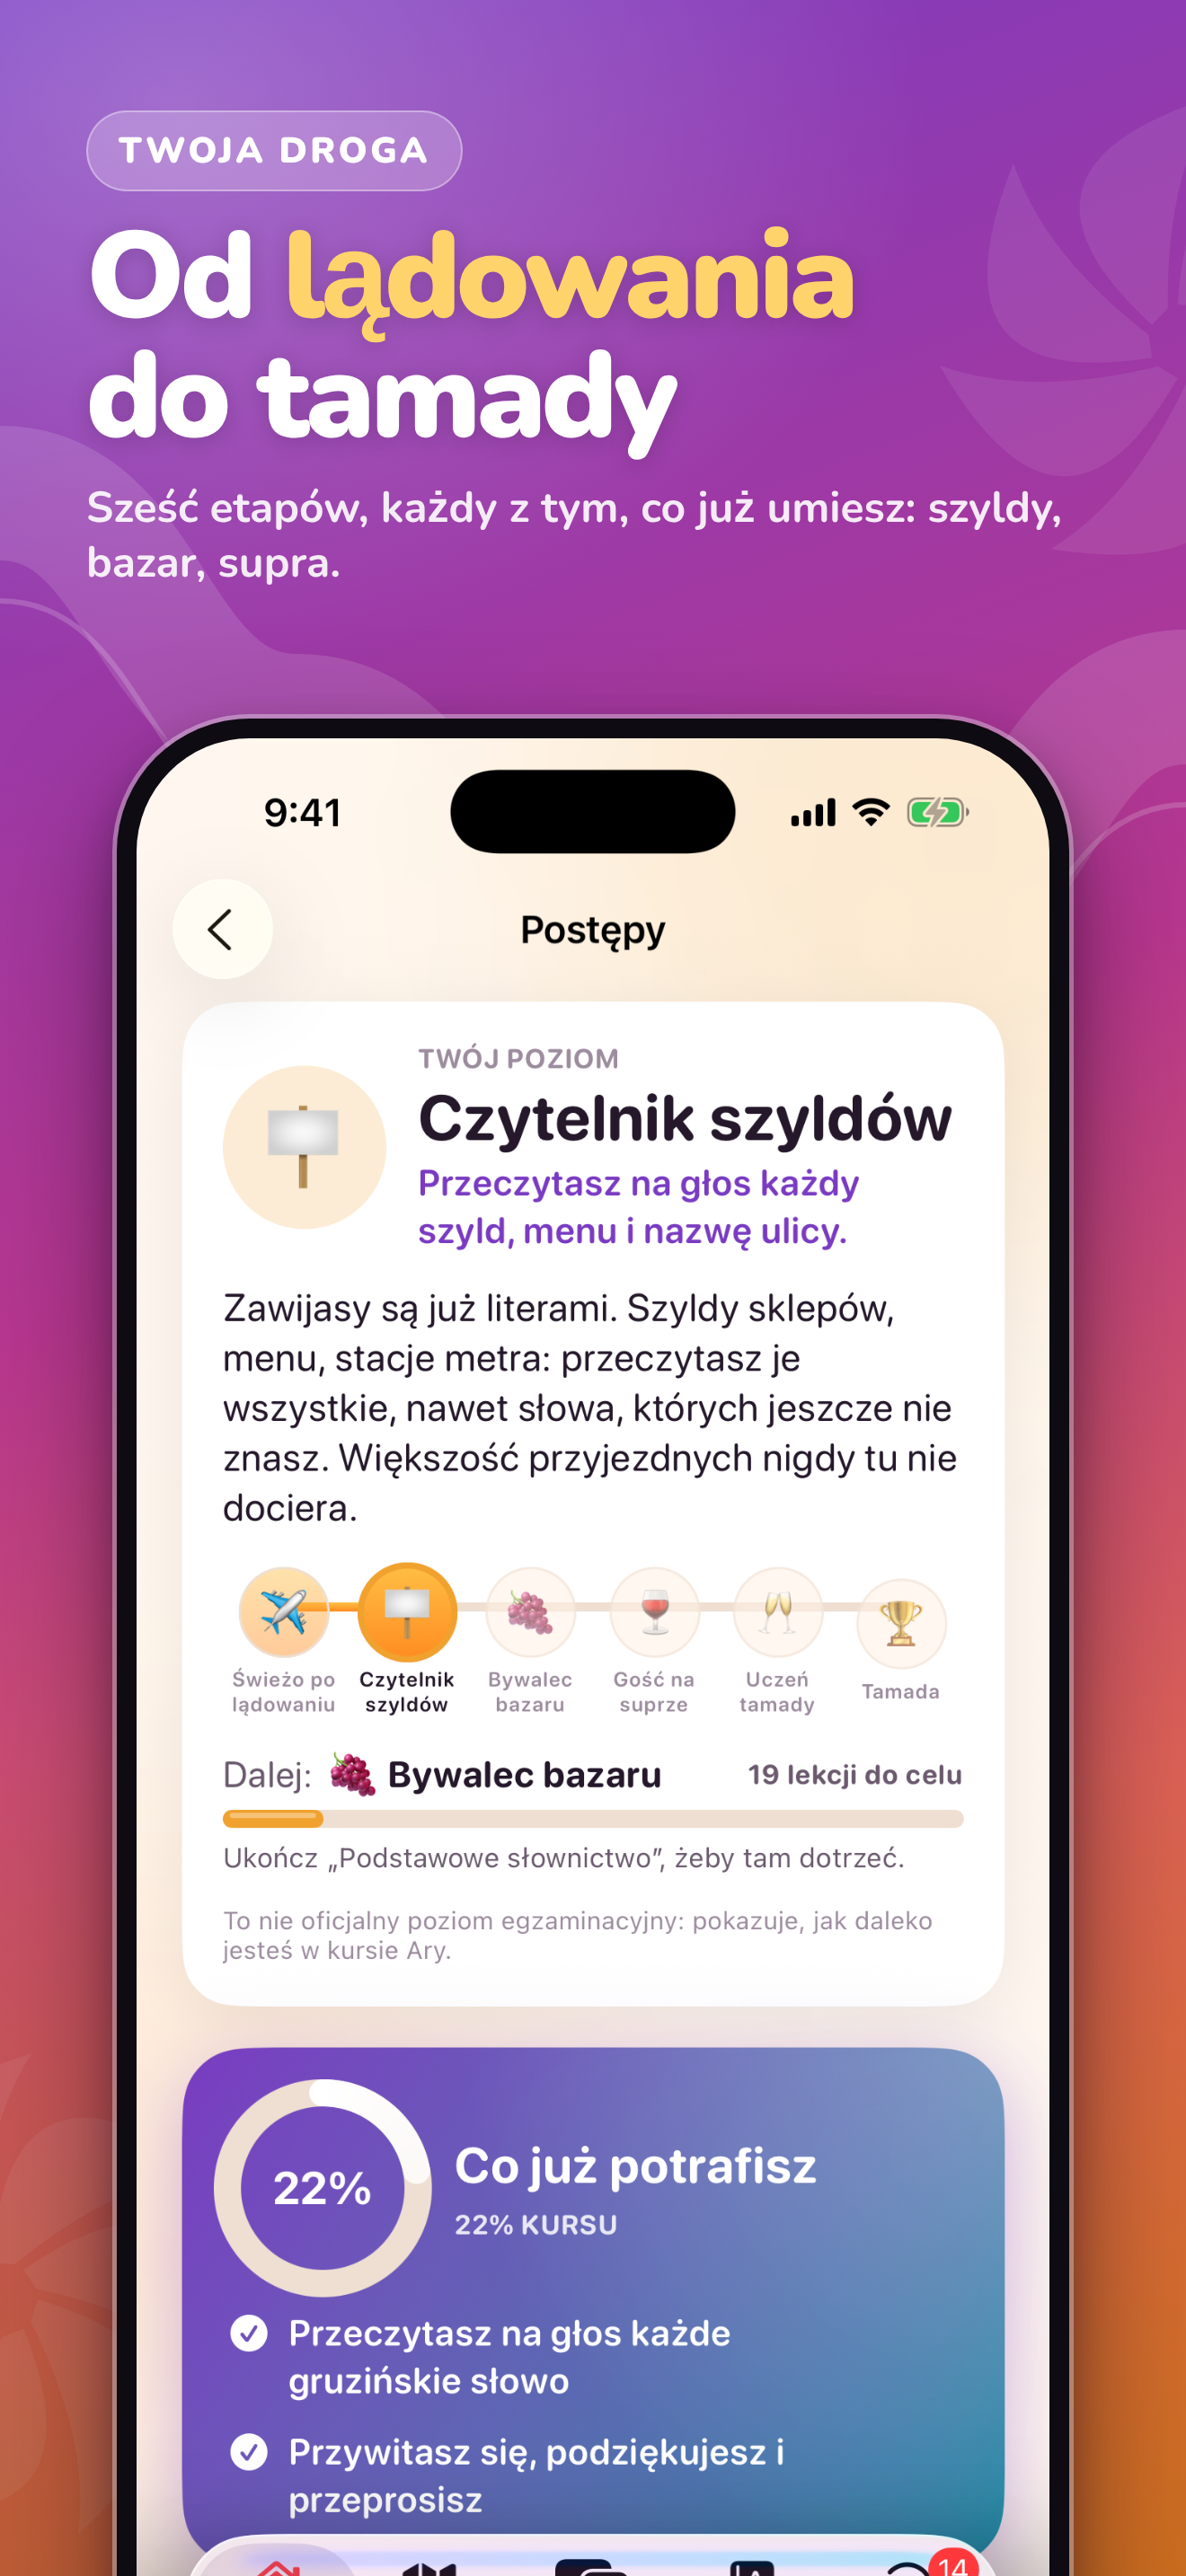 TWOJA DROGA
Od lądowania
do tamady
Sześć etapów, każdy z tym, co już umiesz: szyldy,
bazar, supra.
9:41
Postępy
TWÓJ POZIOM
Czytelnik szyldów
Przeczytasz na głos każdy
szyld, menu i nazwę ulicy.
Zawijasy są już literami. Szyldy sklepów,
menu, stacje metra: przeczytasz je
wszystkie, nawet słowa, których jeszcze nie
znasz. Większość przyjezdnych nigdy tu nie
dociera.
Świeżo po
lądowaniu
Czytelnik
szyldów
Bywalec
bazaru
Gość na
suprze
Uczeń
tamady
Tamada
Dalej: Bywalec bazaru
19 lekcji do celu
Ukończ „Podstawowe słownictwo”, żeby tam dotrzeć.
To nie oficjalny poziom egzaminacyjny: pokazuje, jak daleko
jesteś w kursie Ary.
22%
Co już potrafisz
22% KURSU
Przeczytasz na głos każde
gruzińskie słowo
Przywitasz się, podziękujesz i
przeprosisz
14